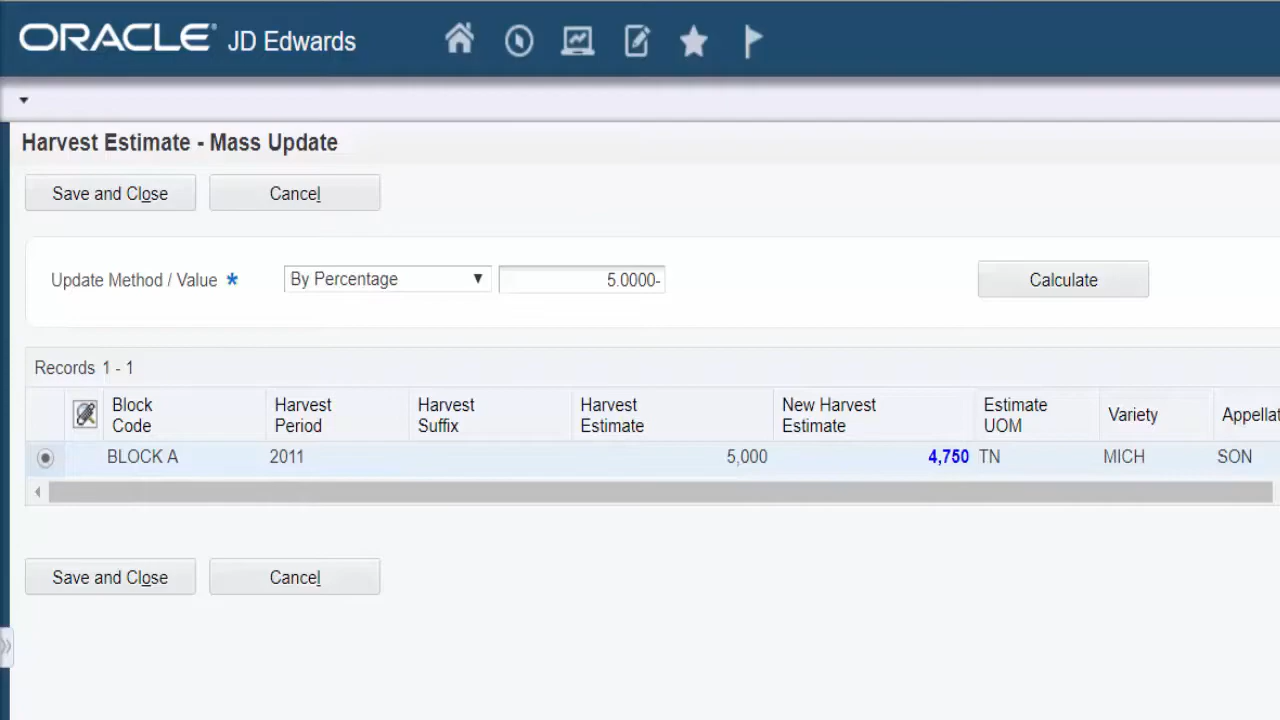 ORACLE® JD Edwards
Harvest Estimate - Mass Update
Save and Close Cancel
Update Method / Value * By Percentage 5.0000- Calculate
Records 1 - 1
Block Code Harvest Period Harvest Suffix Harvest Estimate New Harvest Estimate Estimate UOM Variety Appellat
BLOCK A 2011 5,000 4,750 TN MICH SON
Save and Close Cancel